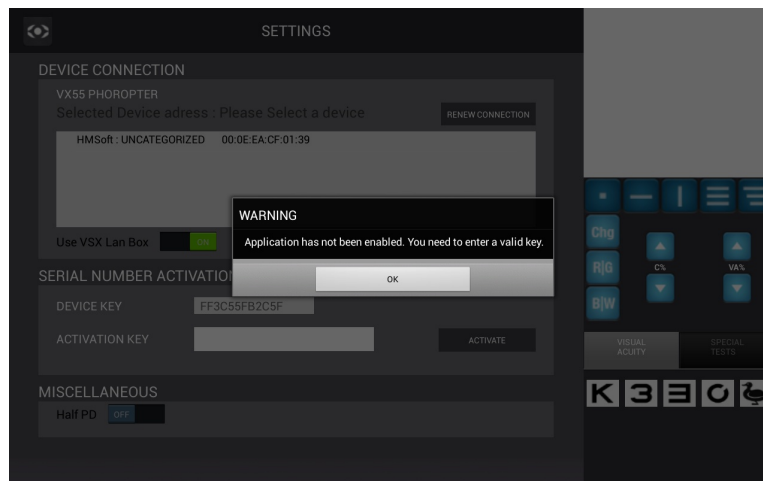 SETTINGS
DEVICE CONNECTION
VX55 PHOROPTER
Selected Device adress : Please Select a device
RENEW CONNECTION
HMSoft : UNCATEGORIZED 00:0E:EA:CF:01:39
WARNING
Application has not been enabled. You need to enter a valid key.
OK
Use VSX Lan Box ON
SERIAL NUMBER ACTIVATIO
DEVICE KEY FF3C55FB2C5F
ACTIVATION KEY ACTIVATE
MISCELLANEOUS
Half PD OFF
Chg
R|G C% VA%
B|W
VISUAL ACUITY
SPECIAL TESTS
K 3 E C